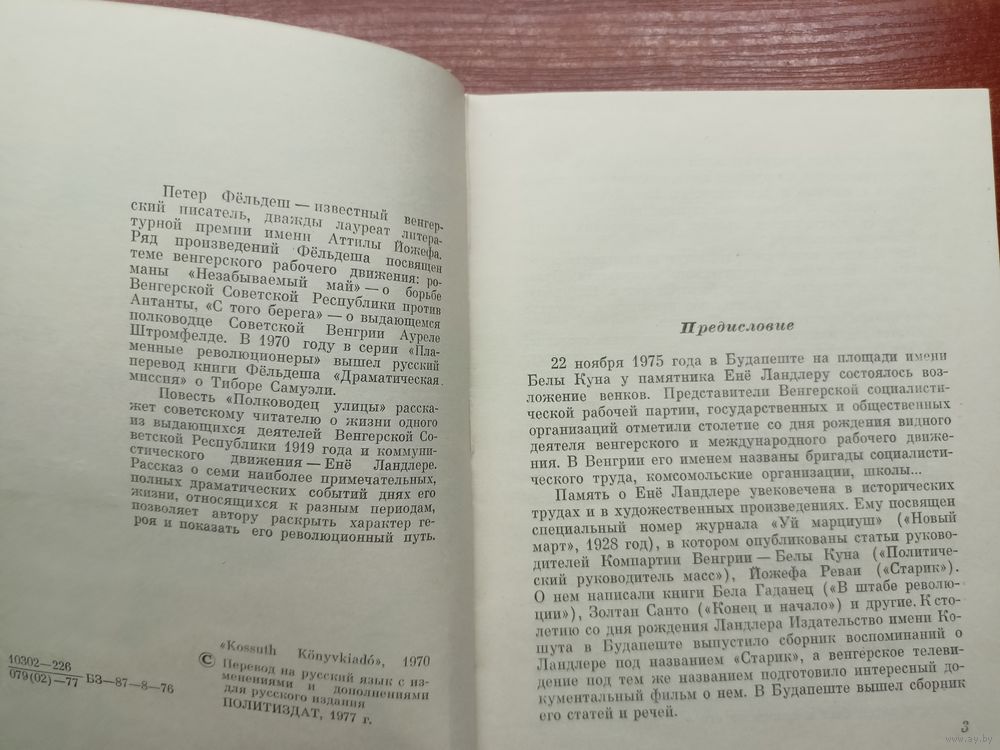 Петер Фёльдеш — известный венгер-
ский писатель, дважды лауреат литера-
турной премии имени Аттилы Йожефа.
Ряд произведений Фёльдеша посвящен
теме венгерского рабочего движения: ро-
маны «Незабываемый май» — о борьбе
Венгерской Советской Республики против
Антанты, «С того берега» — о выдающемся
полководце Советской Венгрии Ауреле
Штромфельде. В 1970 году в серии «Пла-
менные революционеры» вышел русский
перевод книги Фёльдеша «Драматическая
миссия» о Тиборе Самуэли.
Повесть «Полководец улицы» расска-
жет советскому читателю о жизни одного
из выдающихся деятелей Венгерской Со-
ветской Республики 1919 года и коммуни-
стического движения — Енё Ландлере.
Рассказ о семи наиболее примечательных,
полных драматических событий днях его
жизни, относящихся к разным периодам,
позволяет автору раскрыть характер ге-
роя и показать его революционный путь.
10302—226
079(02)—77 БЗ—87—8—76
«Kossuth Könyvkiadó», 1970
© Перевод на русский язык с из-
менениями и дополнениями
для русского издания
ПОЛИТИЗДАТ, 1977 г.
Предисловие
22 ноября 1975 года в Будапеште на площади имени
Белы Куна у памятника Енё Ландлеру состоялось воз-
ложение венков. Представители Венгерской социалисти-
ческой рабочей партии, государственных и общественных
организаций отметили столетие со дня рождения видного
деятеля венгерского и международного рабочего движе-
ния. В Венгрии его именем названы бригады социалисти-
ческого труда, комсомольские организации, школы...
Память о Енё Ландлере увековечена в исторических
трудах и в художественных произведениях. Ему посвящен
специальный номер журнала «Уй марциуш» («Новый
март», 1928 год), в котором опубликованы статьи руково-
дителей Компартии Венгрии — Белы Куна («Политиче-
ский руководитель масс»), Йожефа Реваи («Старик»).
О нем написали книги Бела Гаданец («В штабе револю-
ции»), Золтан Санто («Конец и начало») и другие. К сто-
летию со дня рождения Ландлера Издательство имени Ко-
шута в Будапеште выпустило сборник воспоминаний о
Ландлере под названием «Старик», а венгерское телеви-
дение под тем же названием подготовило интересный до-
кументальный фильм о нем. В Будапеште вышел сборник
его статей и речей.
3
www.ay.by